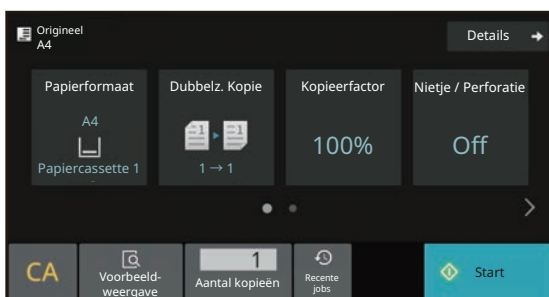 Origineel
A4
Details
Papierformaat
A4
Papiercassette 1
Dubbelz. Kopie
1 → 1
Kopieerfactor
100%
Nietje / Perforatie
Off
CA
Voorbeeld-
weergave
1
Aantal kopieën
Recente
jobs
Start